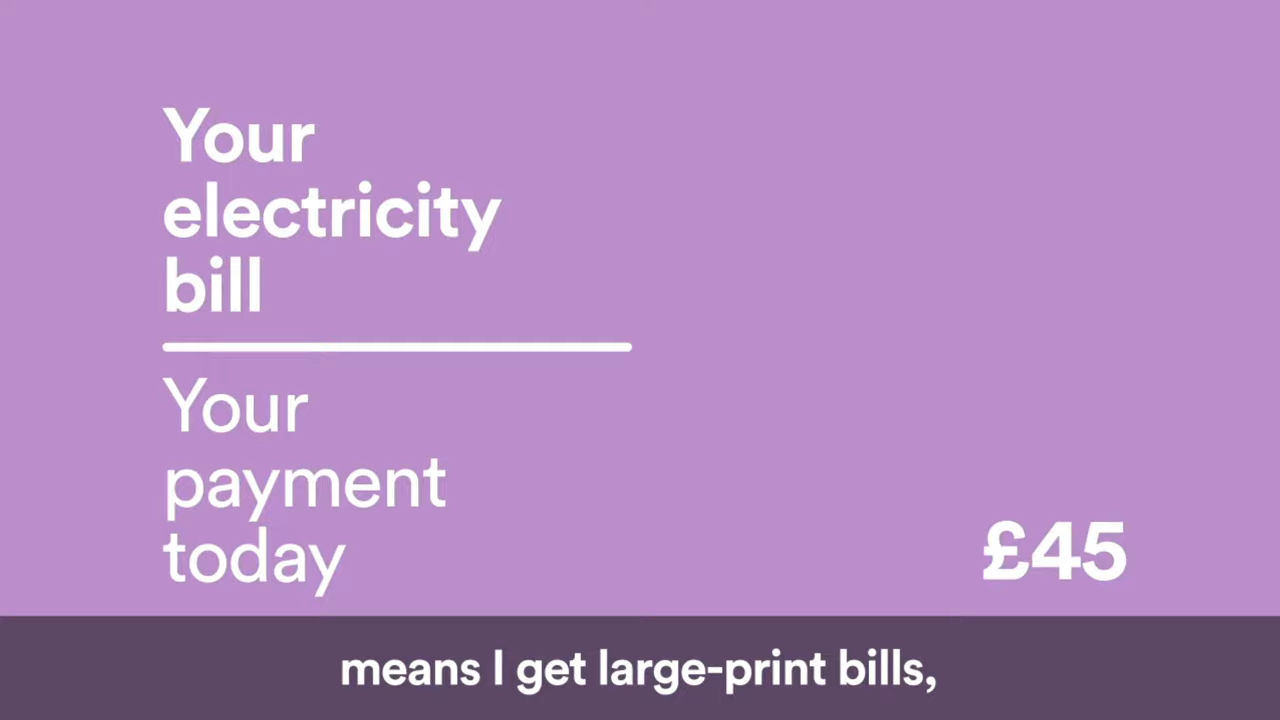 Your
electricity
bill
Your
payment
today
£45
means I get large-print bills,